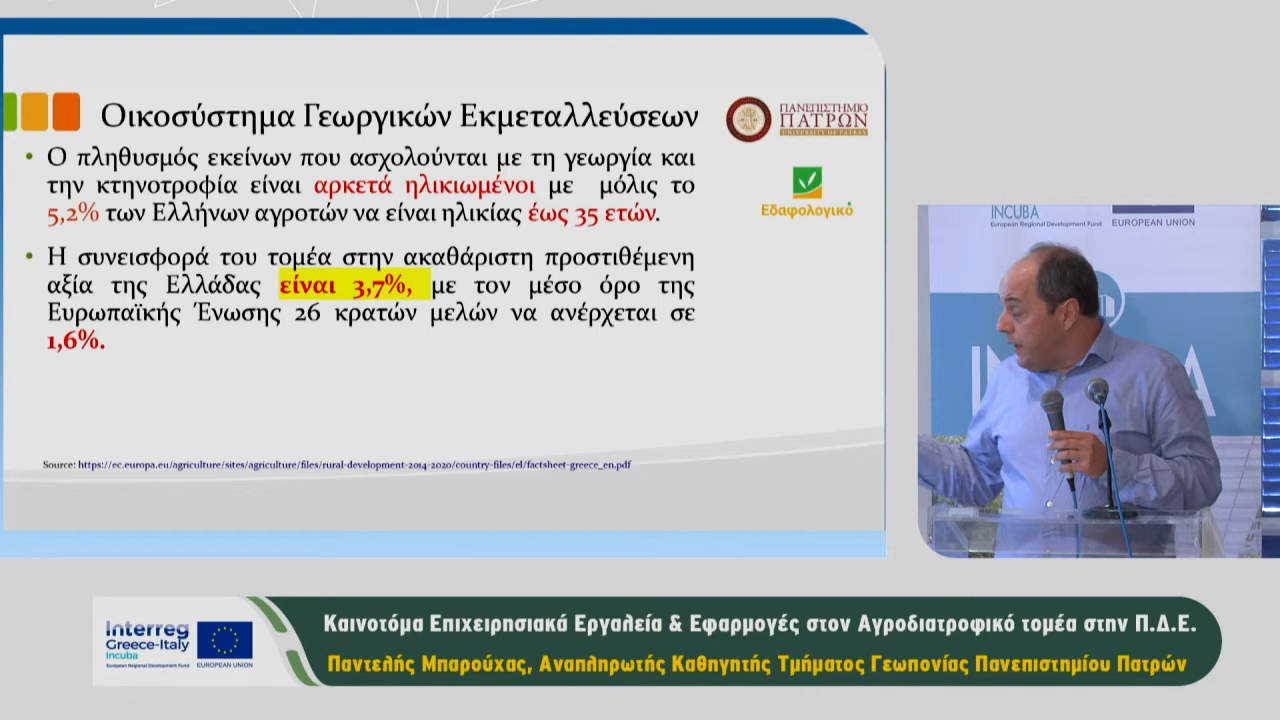 Οικοσύστημα Γεωργικών Εκμεταλλεύσεων
• Ο πληθυσμός εκείνων που ασχολούνται με τη γεωργία και
την κτηνοτροφία είναι αρκετά ηλικιωμένοι με μόλις το
5,2% των Ελλήνων αγροτών να είναι ηλικίας έως 35 ετών.
• Η συνεισφορά του τομέα στην ακαθάριστη προστιθέμενη
αξία της Ελλάδας είναι 3,7%, με τον μέσο όρο της
Ευρωπαϊκής Ένωσης 26 κρατών μελών να ανέρχεται σε
1,6%.
Source: https://ec.europa.eu/agriculture/sites/agriculture/files/rural-development-2014-2020/country-files/el/factsheet-greece_en.pdf
ΠΑΝΕΠΙΣΤΗΜΙΟ
ΠΑΤΡΩΝ
UNIVERSITY OF PATRAS
Εδαφολογικό
INCUBA
European Regional Development Fund
EUROPEAN UNION
Interreg
Greece-Italy
Incuba
European Regional Development Fund
EUROPEAN UNION
Καινοτόμα Επιχειρησιακά Εργαλεία & Εφαρμογές στον Αγροδιατροφικό τομέα στην Π.Δ.Ε.
Παντελής Μπαρούχας, Αναπληρωτής Καθηγητής Τμήματος Γεωπονίας Πανεπιστημίου Πατρών